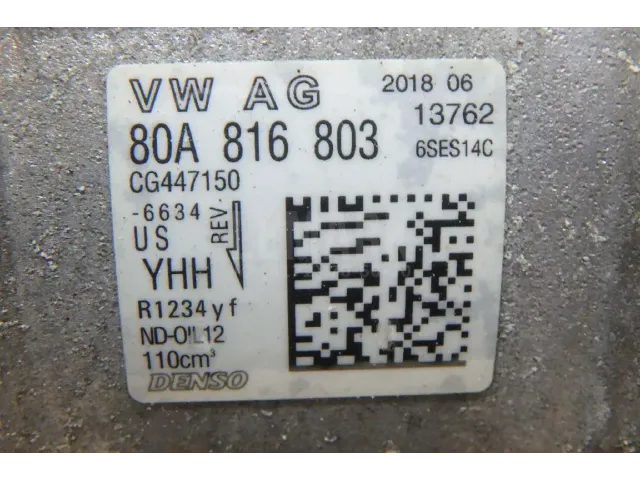 VW AG
2018 06
13762
80A 816 803
6SES14C
CG447150
-6634
REV.
US
YHH
R1234yf
ND-OIL12
110cm³
DENSO